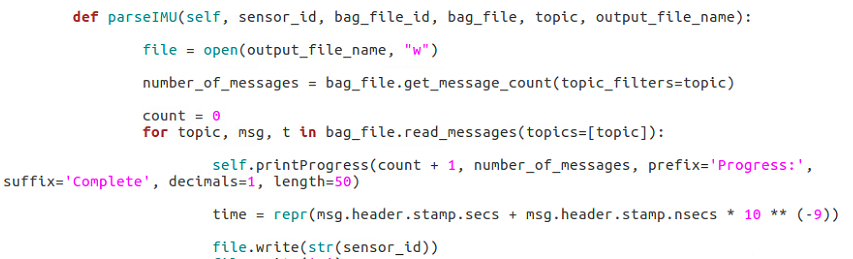 def parseIMU(self, sensor_id, bag_file_id, bag_file, topic, output_file_name):
file = open(output_file_name, "w")
number_of_messages = bag_file.get_message_count(topic_filters=topic)
count = 0
for topic, msg, t in bag_file.read_messages(topics=[topic]):
self.printProgress(count + 1, number_of_messages, prefix='Progress:',
suffix='Complete', decimals=1, length=50)
time = repr(msg.header.stamp.secs + msg.header.stamp.nsecs * 10 ** (-9))
file.write(str(sensor_id))